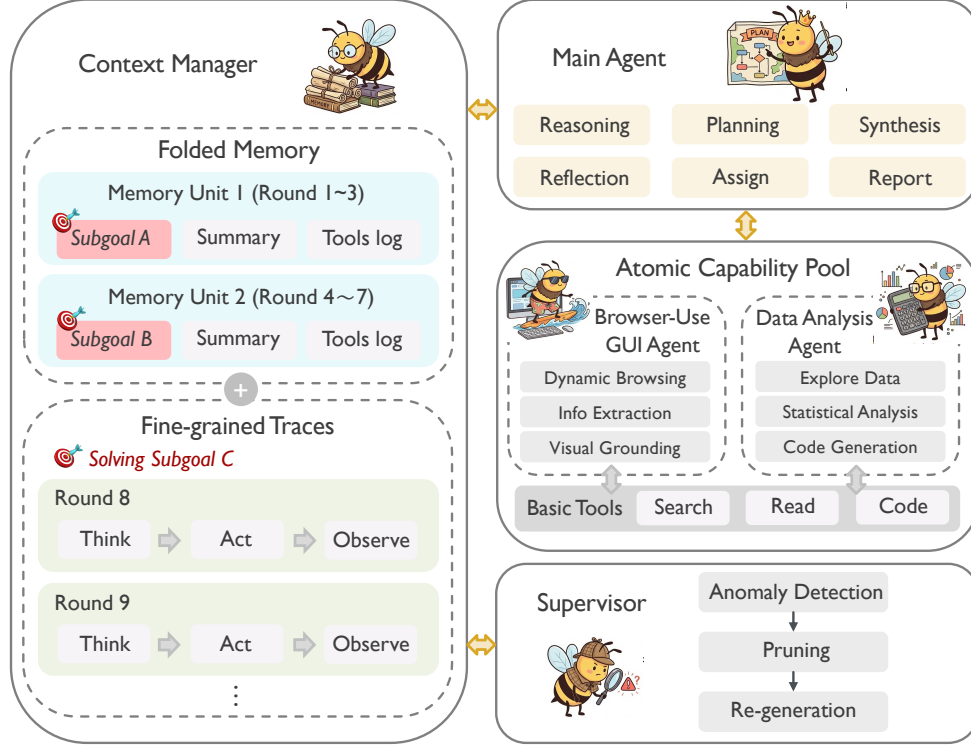 Context Manager
MEMORY
Folded Memory
Memory Unit 1 (Round 1~3)
Subgoal A
Summary
Tools log
Memory Unit 2 (Round 4～7)
Subgoal B
Summary
Tools log
+
Fine-grained Traces
Solving Subgoal C
Round 8
Think
Act
Observe
Round 9
Think
Act
Observe
⋮
Main Agent
PLAN
Reasoning
Planning
Synthesis
Reflection
Assign
Report
Atomic Capability Pool
Browser-Use
GUI Agent
Dynamic Browsing
Info Extraction
Visual Grounding
Data Analysis
Agent
Explore Data
Statistical Analysis
Code Generation
Basic Tools
Search
Read
Code
Supervisor
!?
Anomaly Detection
Pruning
Re-generation